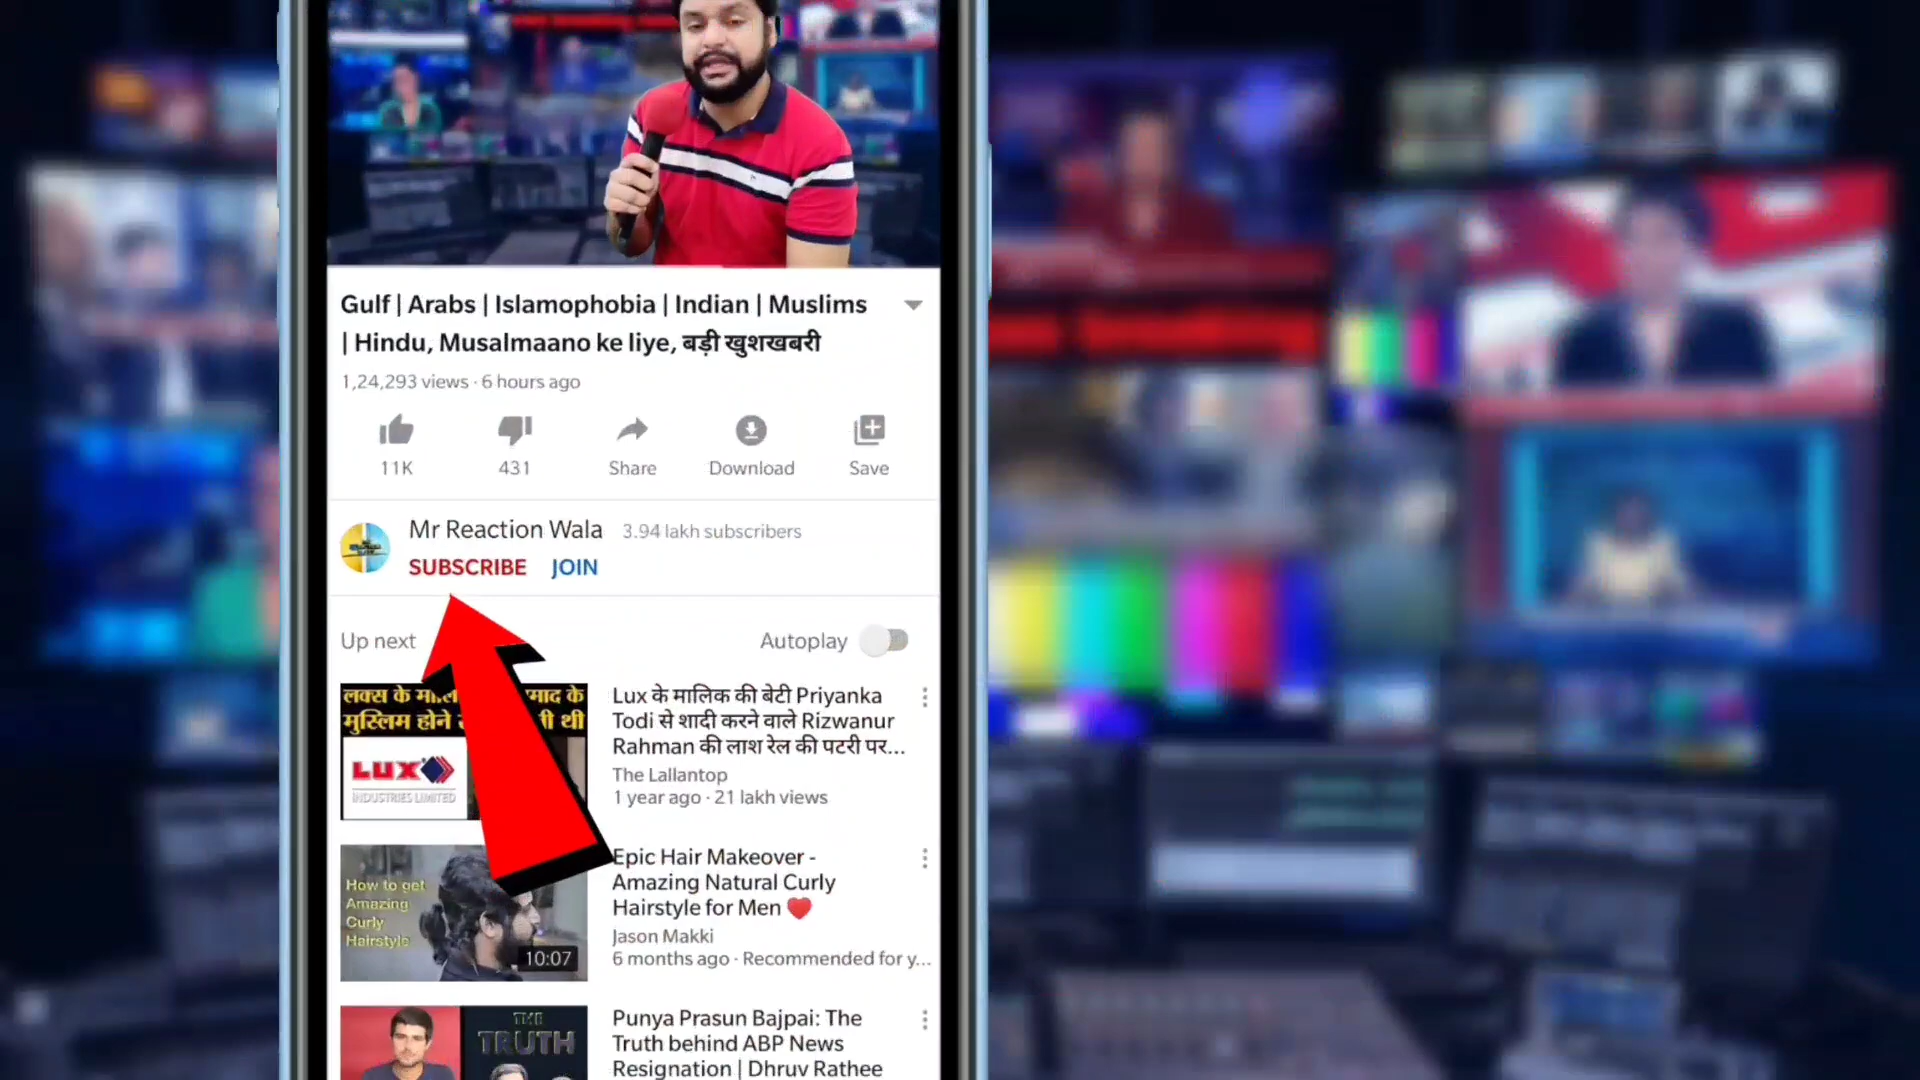 Gulf | Arabs | Islamophobia | Indian | Muslims
| Hindu, Musalmaano ke liye, बड़ी खुशखबरी
1,24,293 views · 6 hours ago
11K
431
Share
Download
Save
Mr Reaction Wala 3.94 lakh subscribers
SUBSCRIBE JOIN
Up next
Autoplay
लक्स के
के
मुस्लिम होने
थी
LUX
INDUSTRIES LIMITED
Lux के मालिक की बेटी Priyanka
Todi से शादी करने वाले Rizwanur
Rahman की लाश रेल की पटरी पर...
The Lallantop
1 year ago · 21 lakh views
How to get
Amazing
Curly
Hairstyle
10:07
Epic Hair Makeover -
Amazing Natural Curly
Hairstyle for Men ❤️
Jason Makki
6 months ago · Recommended for y...
THE
TRUTH
Punya Prasun Bajpai: The
Truth behind ABP News
Resignation | Dhruv Rathee